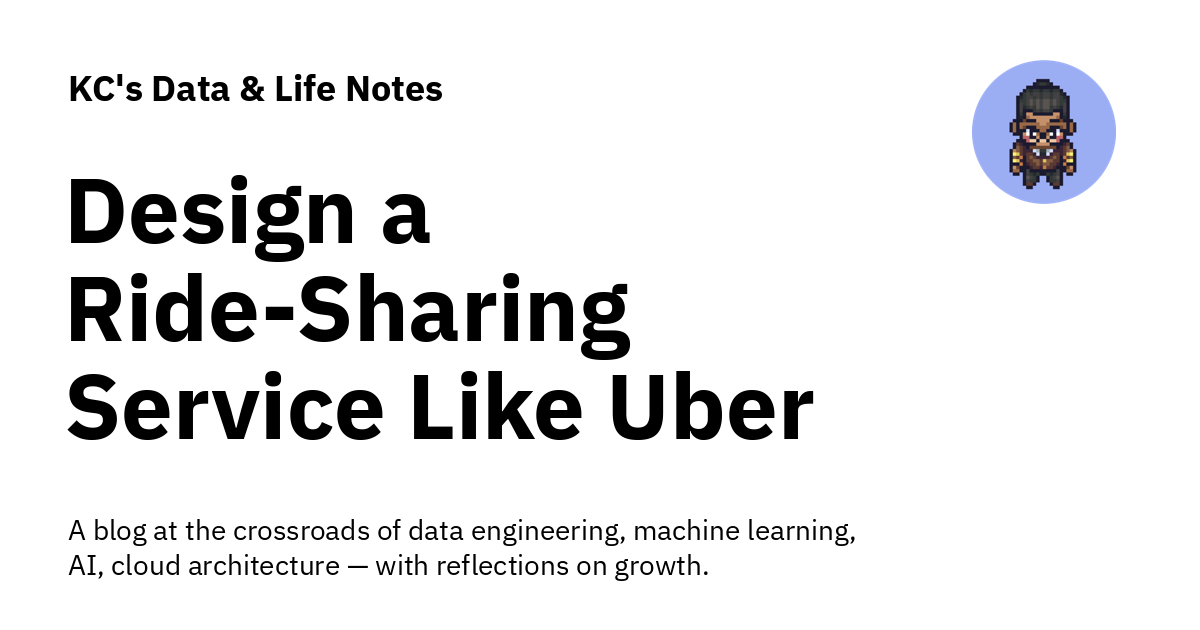 KC's Data & Life Notes
Design a
Ride-Sharing
Service Like Uber
A blog at the crossroads of data engineering, machine learning,
AI, cloud architecture — with reflections on growth.